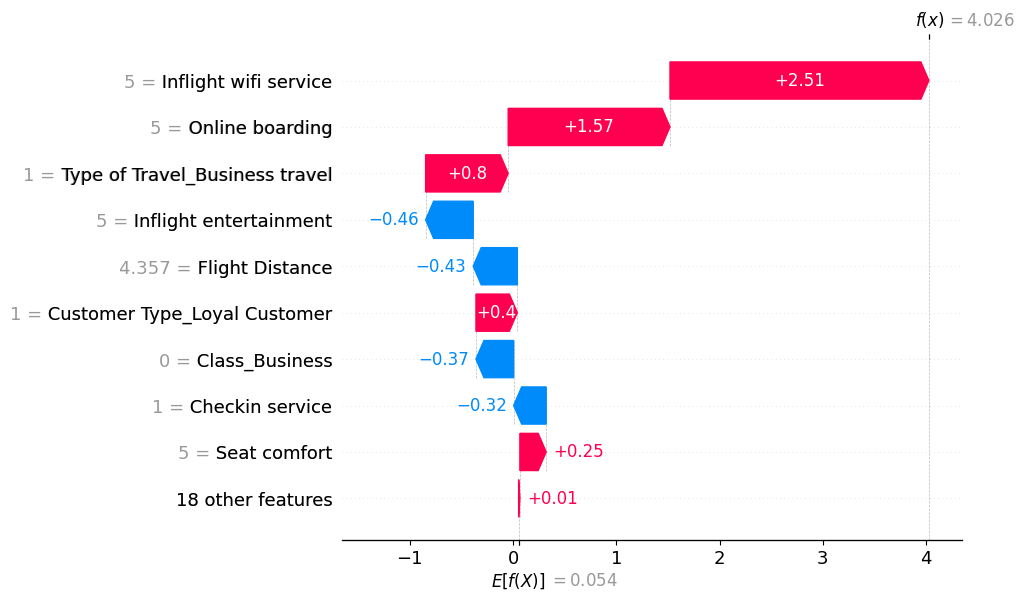 f(x) = 4.026
5 = Inflight wifi service +2.51
5 = Online boarding +1.57
1 = Type of Travel_Business travel +0.8
5 = Inflight entertainment −0.46
4.357 = Flight Distance −0.43
1 = Customer Type_Loyal Customer +0.4
0 = Class_Business −0.37
1 = Checkin service −0.32
5 = Seat comfort +0.25
18 other features +0.01
−1 0 1 2 3 4
E[f(X)] = 0.054